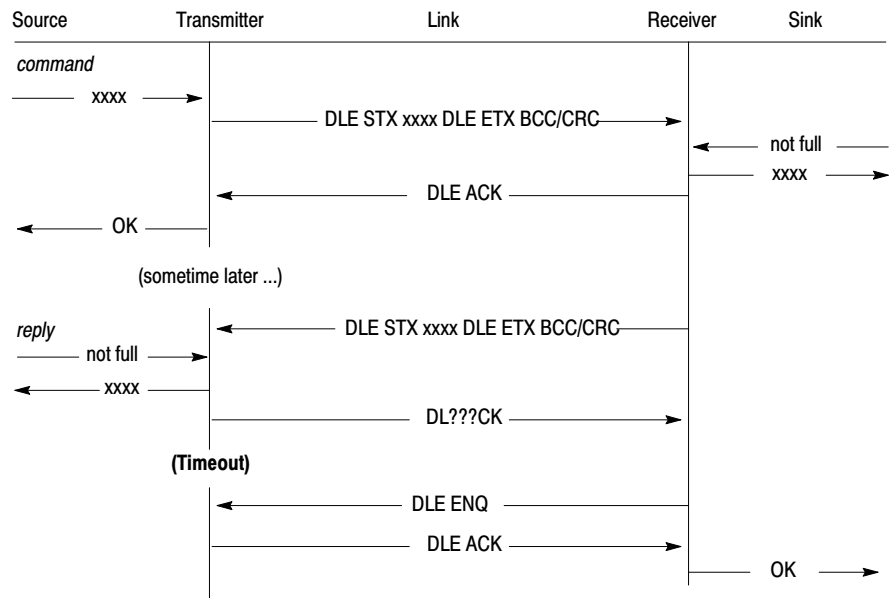 Source Transmitter Link Receiver Sink
command
xxxx
DLE STX xxxx DLE ETX BCC/CRC
not full
xxxx
DLE ACK
OK
(sometime later ...)
reply
DLE STX xxxx DLE ETX BCC/CRC
not full
xxxx
DL???CK
(Timeout)
DLE ENQ
DLE ACK
OK